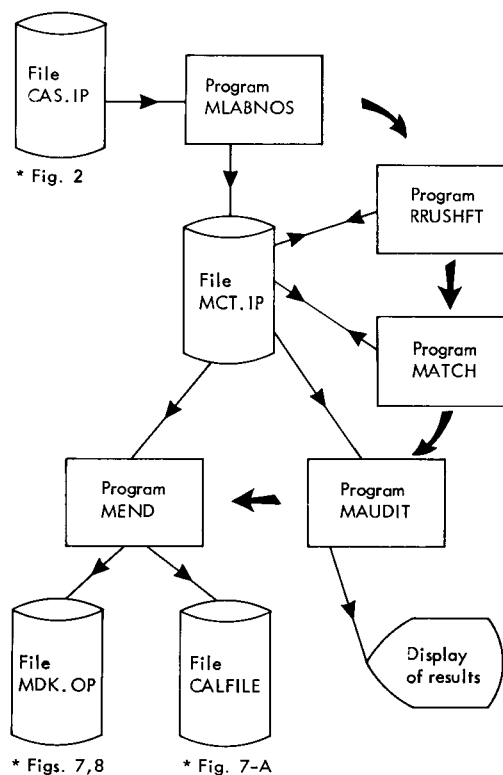 File
CAS.IP
Program
MLABNOS
* Fig. 2
Program
RRUSHFT
File
MCT.IP
Program
MATCH
Program
MEND
Program
MAUDIT
File
MDK.OP
File
CALFILE
Display
of results
* Figs. 7,8
* Fig. 7-A